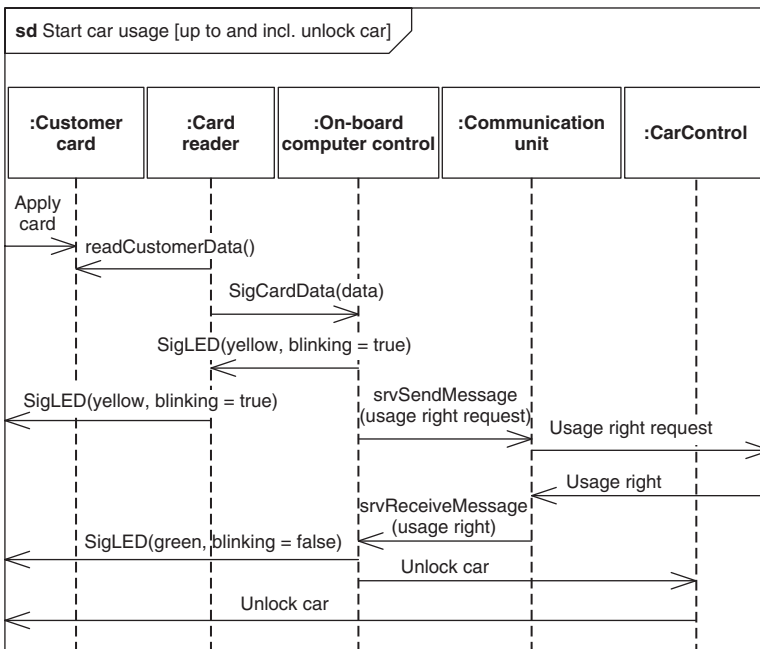 sd Start car usage [up to and incl. unlock car]
:Customer
card
:Card
reader
:On-board
computer control
:Communication
unit
:CarControl
Apply
card
readCustomerData()
SigCardData(data)
SigLED(yellow, blinking = true)
SigLED(yellow, blinking = true)
srvSendMessage
(usage right request)
Usage right request
Usage right
srvReceiveMessage
(usage right)
SigLED(green, blinking = false)
Unlock car
Unlock car